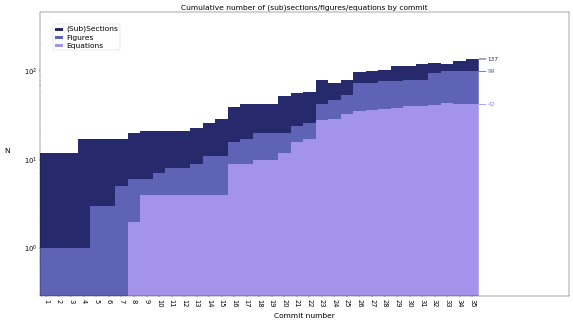 Cumulative number of (sub)sections/figures/equations by commit
(Sub)Sections
Figures
Equations
N
10²
10¹
10⁰
137
99
42
1 2 3 4 5 6 7 8 9 10 11 12 13 14 15 16 17 18 19 20 21 22 23 24 25 26 27 28 29 30 31 32 33 34 35
Commit number